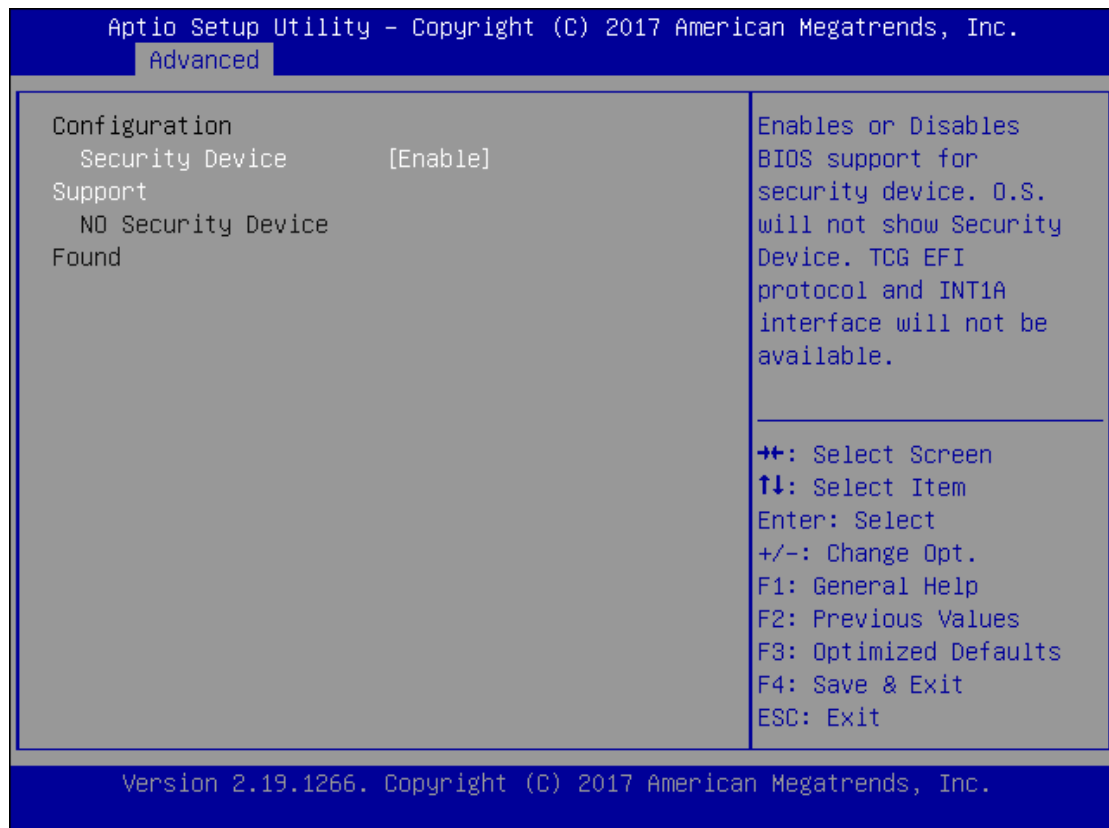 Aptio Setup Utility – Copyright (C) 2017 American Megatrends, Inc.
Advanced
Configuration
Security Device [Enable]
Support
NO Security Device
Found
Enables or Disables
BIOS support for
security device. O.S.
will not show Security
Device. TCG EFI
protocol and INT1A
interface will not be
available.
→←: Select Screen
↑↓: Select Item
Enter: Select
+/-: Change Opt.
F1: General Help
F2: Previous Values
F3: Optimized Defaults
F4: Save & Exit
ESC: Exit
Version 2.19.1266. Copyright (C) 2017 American Megatrends, Inc.